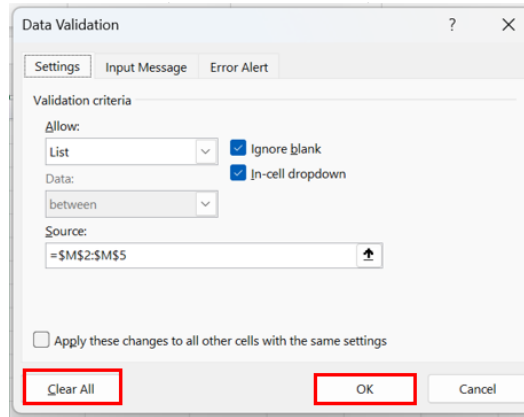 Data Validation ? X
Settings Input Message Error Alert
Validation criteria
Allow:
List Ignore blank
Data: In-cell dropdown
between
Source:
=$M$2:$M$5
Apply these changes to all other cells with the same settings
Clear All OK Cancel